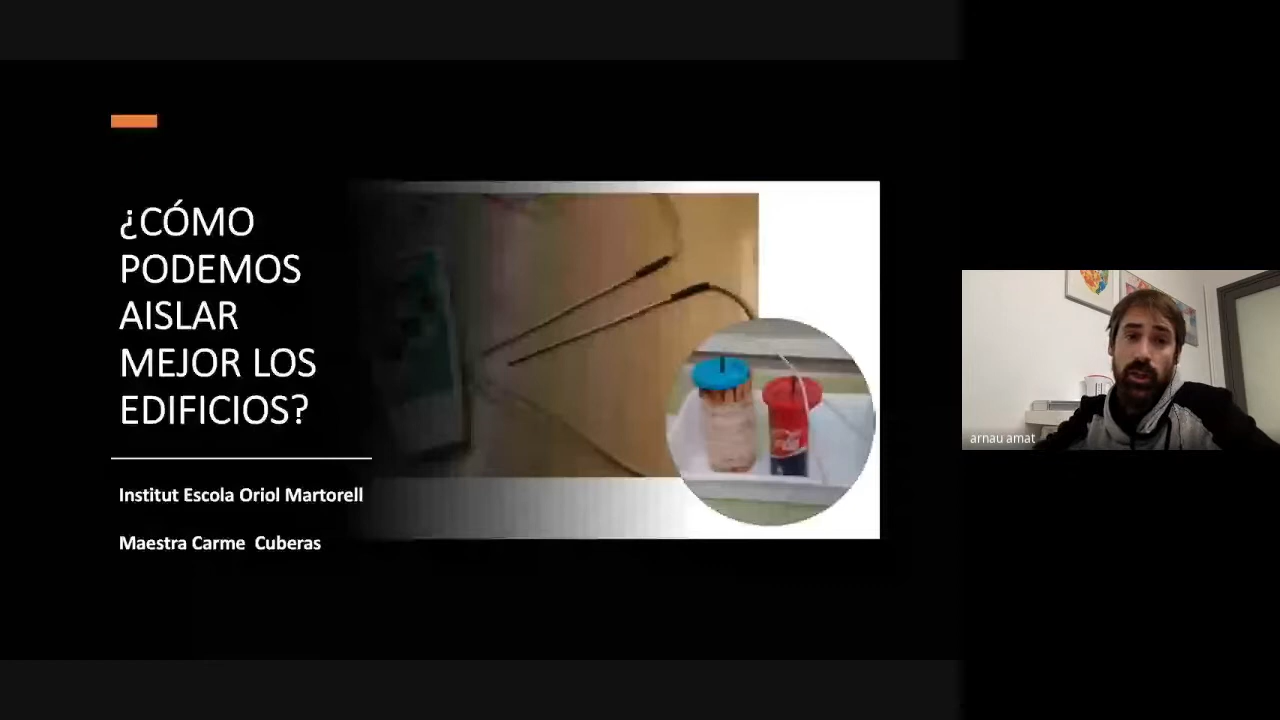 ¿CÓMO
PODEMOS
AISLAR
MEJOR LOS
EDIFICIOS?
Institut Escola Oriol Martorell
Maestra Carme Cuberas
arnau amat